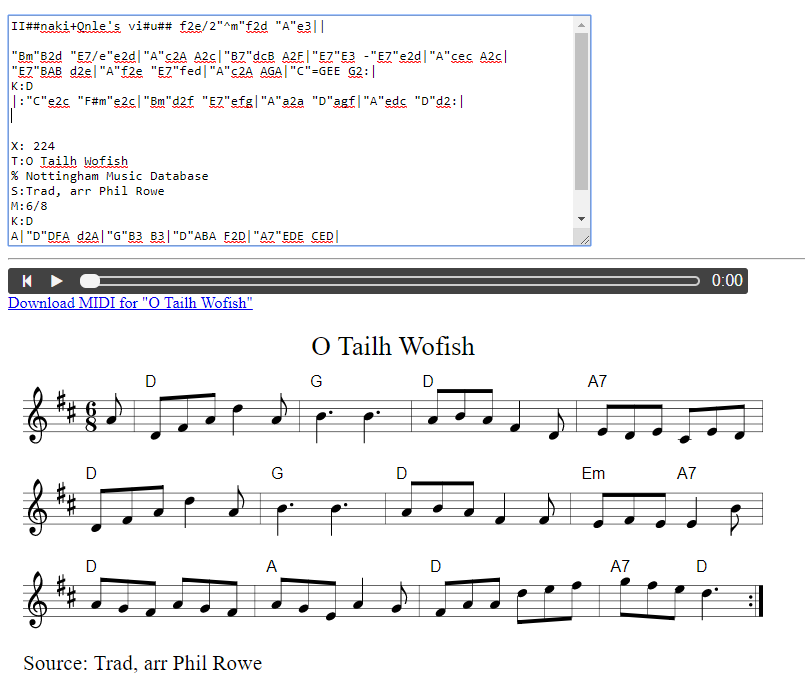 II##naki+Qnle's vi#u## f2e/2"^m"f2d "A"e3||
"Bm"B2d "E7/e"e2d|"A"c2A A2c|"B7"dcB A2F|"E7"E3 -"E7"e2d|"A"cec A2c|
"E7"BAB d2e|"A"f2e "E7"fed|"A"c2A AGA|"C"=GEE G2:|
K:D
|:"C"e2c "F#m"e2c|"Bm"d2f "E7"efg|"A"a2a "D"agf|"A"edc "D"d2:|
X: 224
T:O Tailh Wofish
% Nottingham Music Database
S:Trad, arr Phil Rowe
M:6/8
K:D
A|"D"DFA d2A|"G"B3 B3|"D"ABA F2D|"A7"EDE CED|
0:00
Download MIDI for "O Tailh Wofish"
O Tailh Wofish
D G D A7
6
8
D G D Em A7
D A D A7 D
Source: Trad, arr Phil Rowe